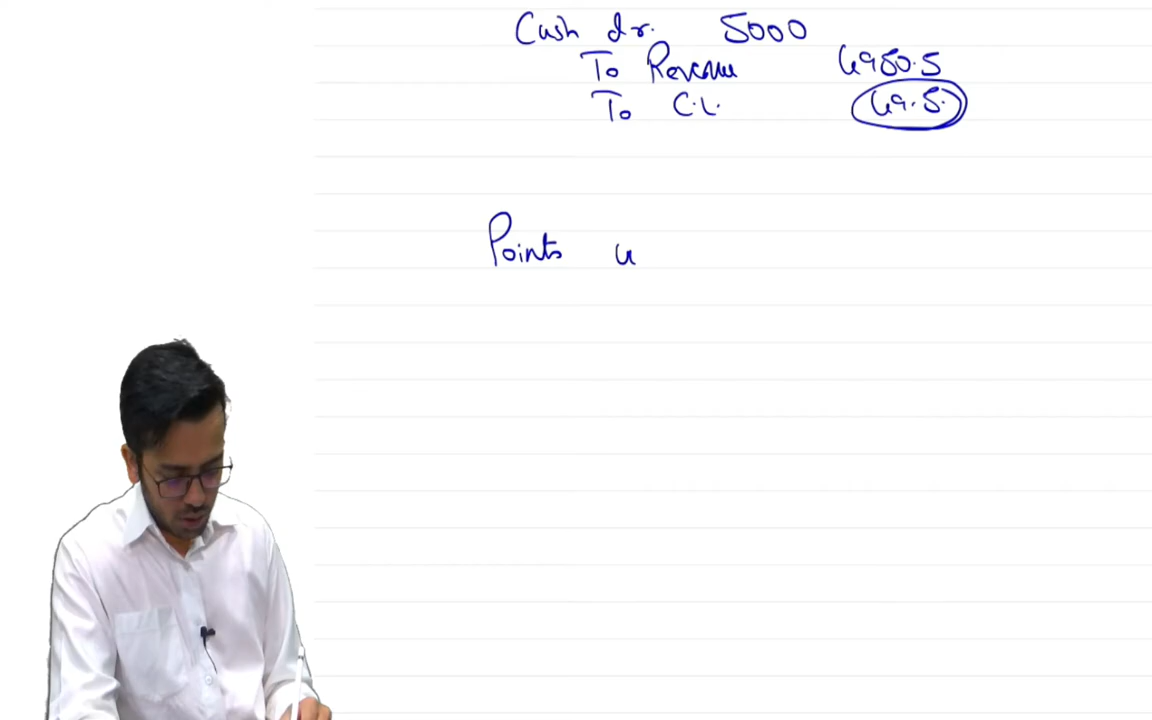 Cash dr. 5000
To Revenue 4950.5
To C.L. 49.5.
Points u